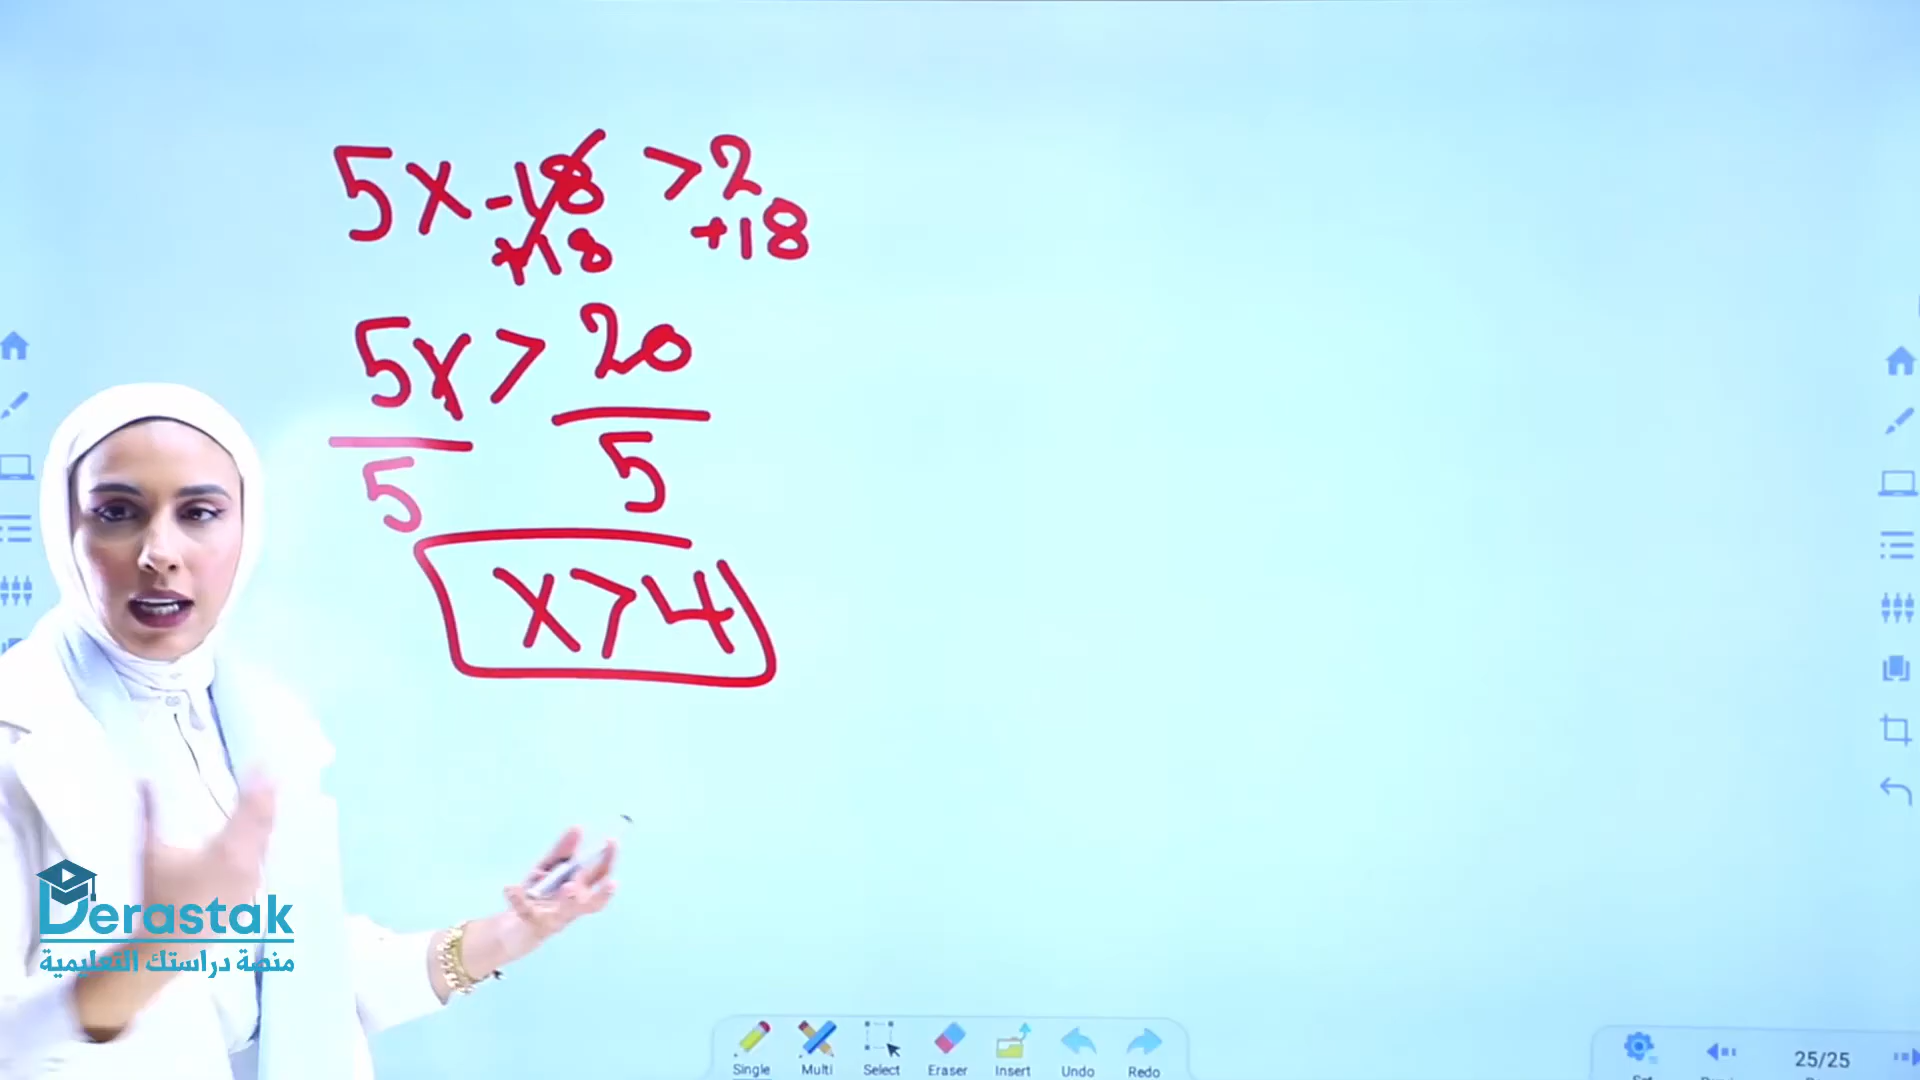 5x -18 > 2
+18 +18
5x > 20
5 5
x > 4
Derastak
منصة دراستك التعليمية
Single Multi Select Eraser Insert Undo Redo
25/25